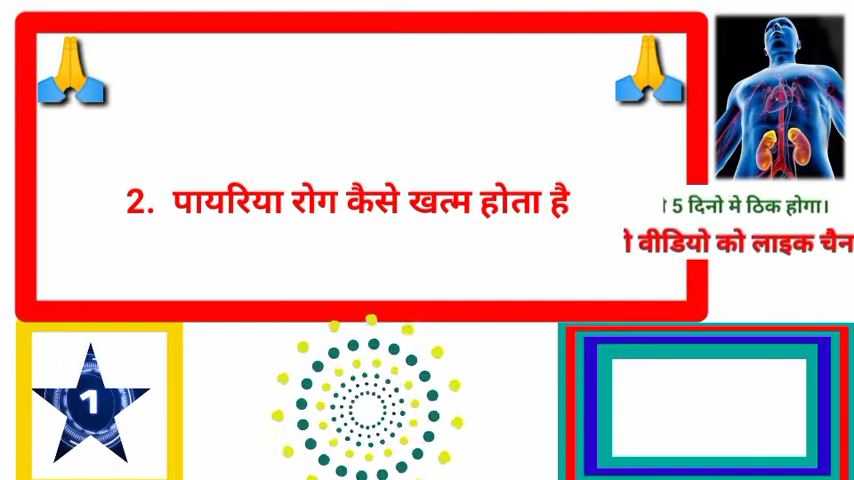 2. पायरिया रोग कैसे खत्म होता है
5 दिनो मे ठिक होगा।
वीडियो को लाइक चैन
1